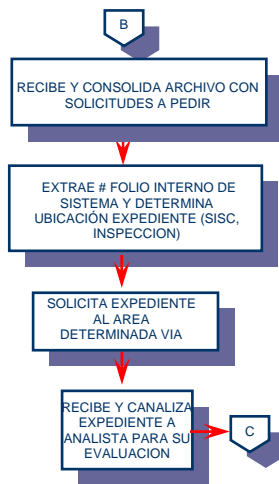 B
RECIBE Y CONSOLIDA ARCHIVO CON
SOLICITUDES A PEDIR
EXTRAE # FOLIO INTERNO DE
SISTEMA Y DETERMINA
UBICACIÓN EXPEDIENTE (SISC,
INSPECCION)
SOLICITA EXPEDIENTE
AL AREA
DETERMINADA VIA
RECIBE Y CANALIZA
EXPEDIENTE A
ANALISTA PARA SU
EVALUACION
C